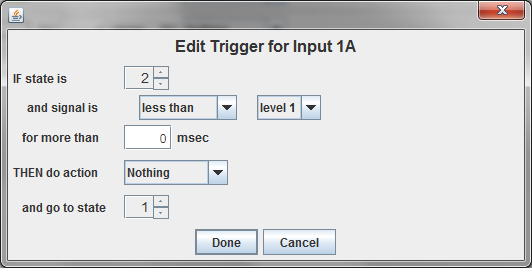 Edit Trigger for Input 1A
IF state is 2
and signal is less than level 1
for more than 0 msec
THEN do action Nothing
and go to state 1
Done Cancel